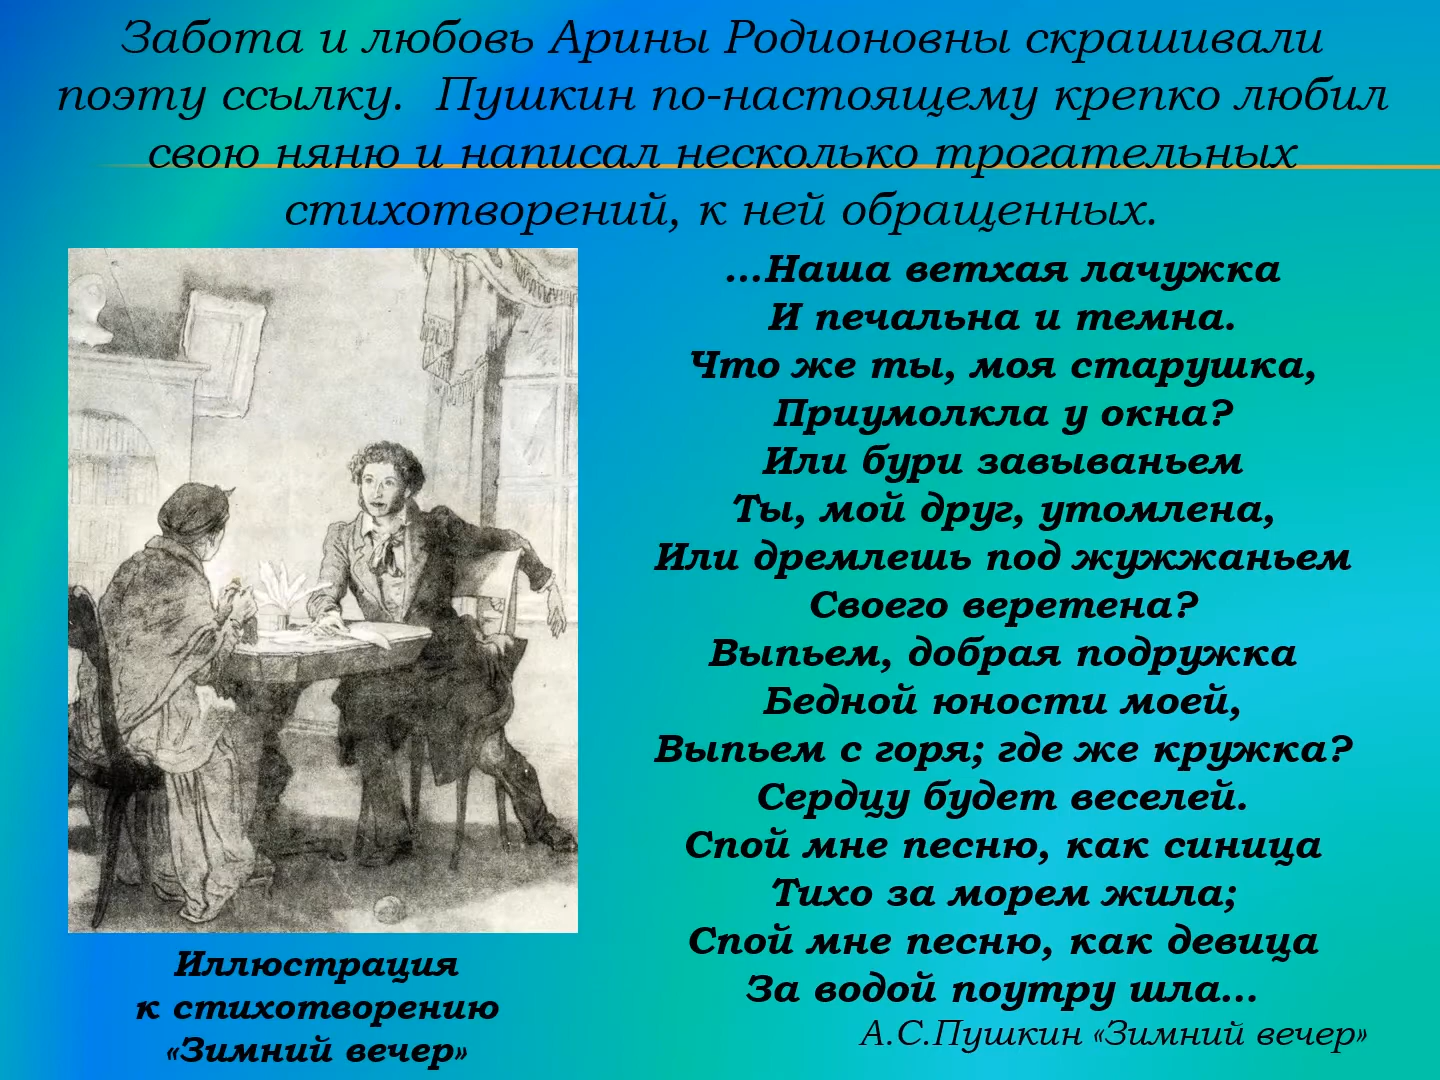 Забота и любовь Арины Родионовны скрашивали
поэту ссылку. Пушкин по-настоящему крепко любил
свою няню и написал несколько трогательных
стихотворений, к ней обращенных.
...Наша ветхая лачужка
И печальна и темна.
Что же ты, моя старушка,
Приумолкла у окна?
Или бури завываньем
Ты, мой друг, утомлена,
Или дремлешь под жужжаньем
Своего веретена?
Выпьем, добрая подружка
Бедной юности моей,
Выпьем с горя; где же кружка?
Сердцу будет веселей.
Спой мне песню, как синица
Тихо за морем жила;
Спой мне песню, как девица
За водой поутру шла...
А.С.Пушкин «Зимний вечер»
Иллюстрация
к стихотворению
«Зимний вечер»